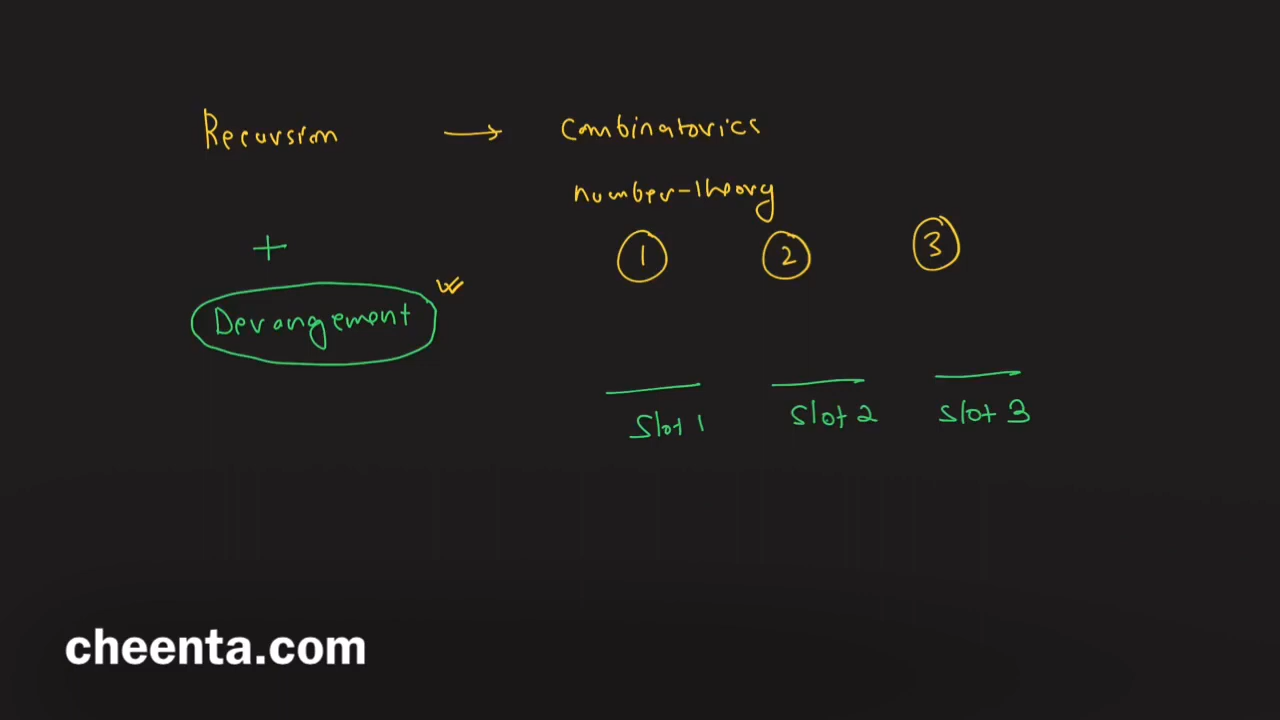 Recursion → Combinatorics
number-theory
+
1 2 3
Derangement
Slot 1 Slot 2 Slot 3
cheenta.com